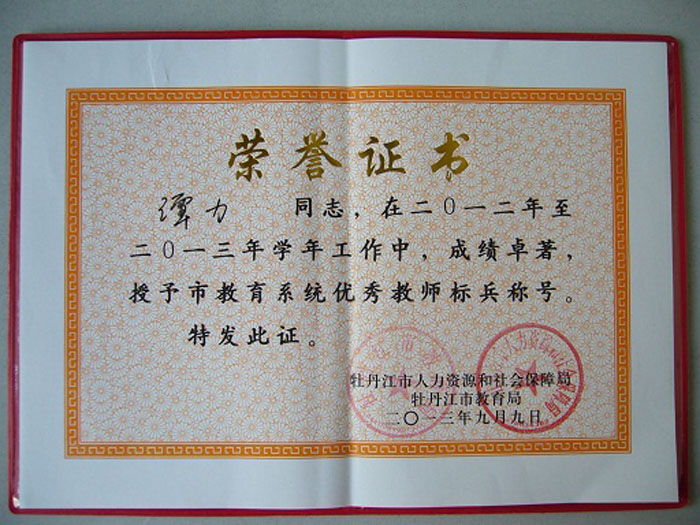 荣誉证书
谭力 同志，在二〇一二年至
二〇一三年学年工作中，成绩卓著，
授予市教育系统优秀教师标兵称号。
特发此证。
牡丹江市人力资源和社会保障局
牡丹江市教育局
二〇一三年九月九日